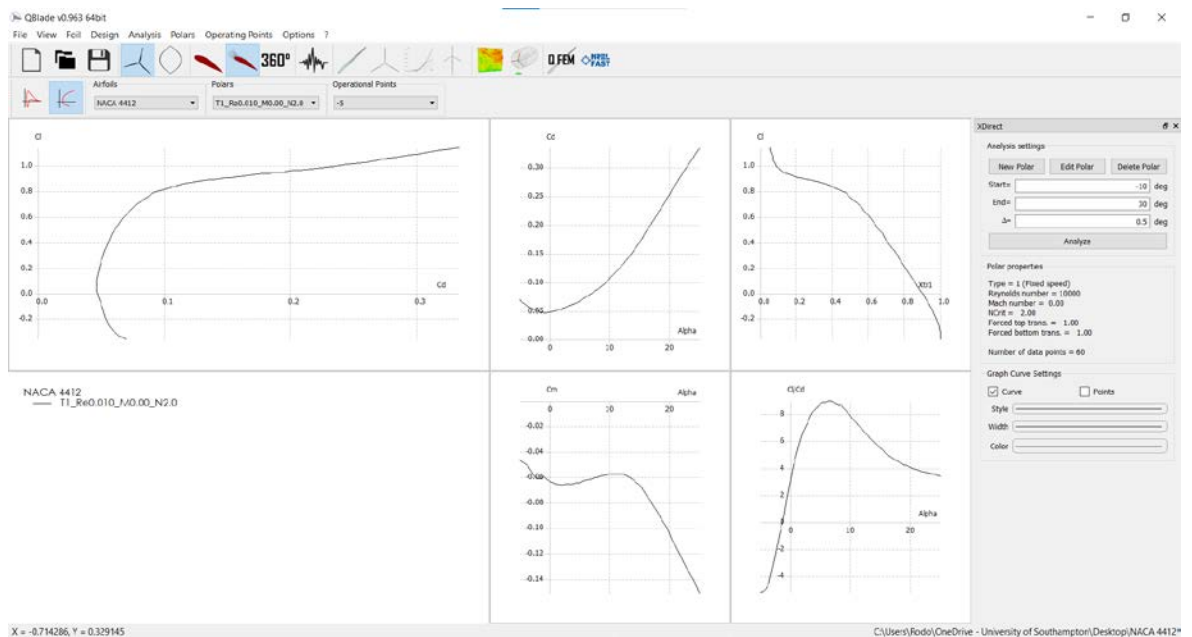 QBlade v0.963 64bit
File View Foil Design Analysis Polars Operating Points Options ?
360° QFEM NREL FAST
Airfoils Polars Operational Points
NACA 4412 T1_Re0.010_M0.00_N2.0 -5
Cl
1.0
0.8
0.6
0.4
0.2
0.0
-0.2
0.0 0.1 0.2 0.3
Cd
Cd
0.30
0.25
0.20
0.15
0.10
0.05
0.00
0 10 20
Alpha
Cl
1.0
0.8
0.6
0.4
0.2
0.0
-0.2
0.0 0.2 0.4 0.6 0.8 1.0
Xtr1
NACA 4412
T1_Re0.010_M0.00_N2.0
Cm
Alpha
0 10 20
-0.02
-0.04
-0.06
-0.08
-0.10
-0.12
-0.14
Cl/Cd
8
6
4
2
0
-2
-4
Alpha
0 10 20
XDirect
Analysis settings
New Polar Edit Polar Delete Polar
Start= -10 deg
End= 30 deg
Δ= 0.5 deg
Analyze
Polar properties
Type = 1 (Fixed speed)
Reynolds number = 10000
Mach number = 0.00
NCrit = 2.00
Forced top trans. = 1.00
Forced bottom trans. = 1.00
Number of data points = 60
Graph Curve Settings
Curve Points
Style
Width
Color
X = -0.714286, Y = 0.329145
C:\Users\Rodo\OneDrive - University of Southampton\Desktop\NACA 4412*